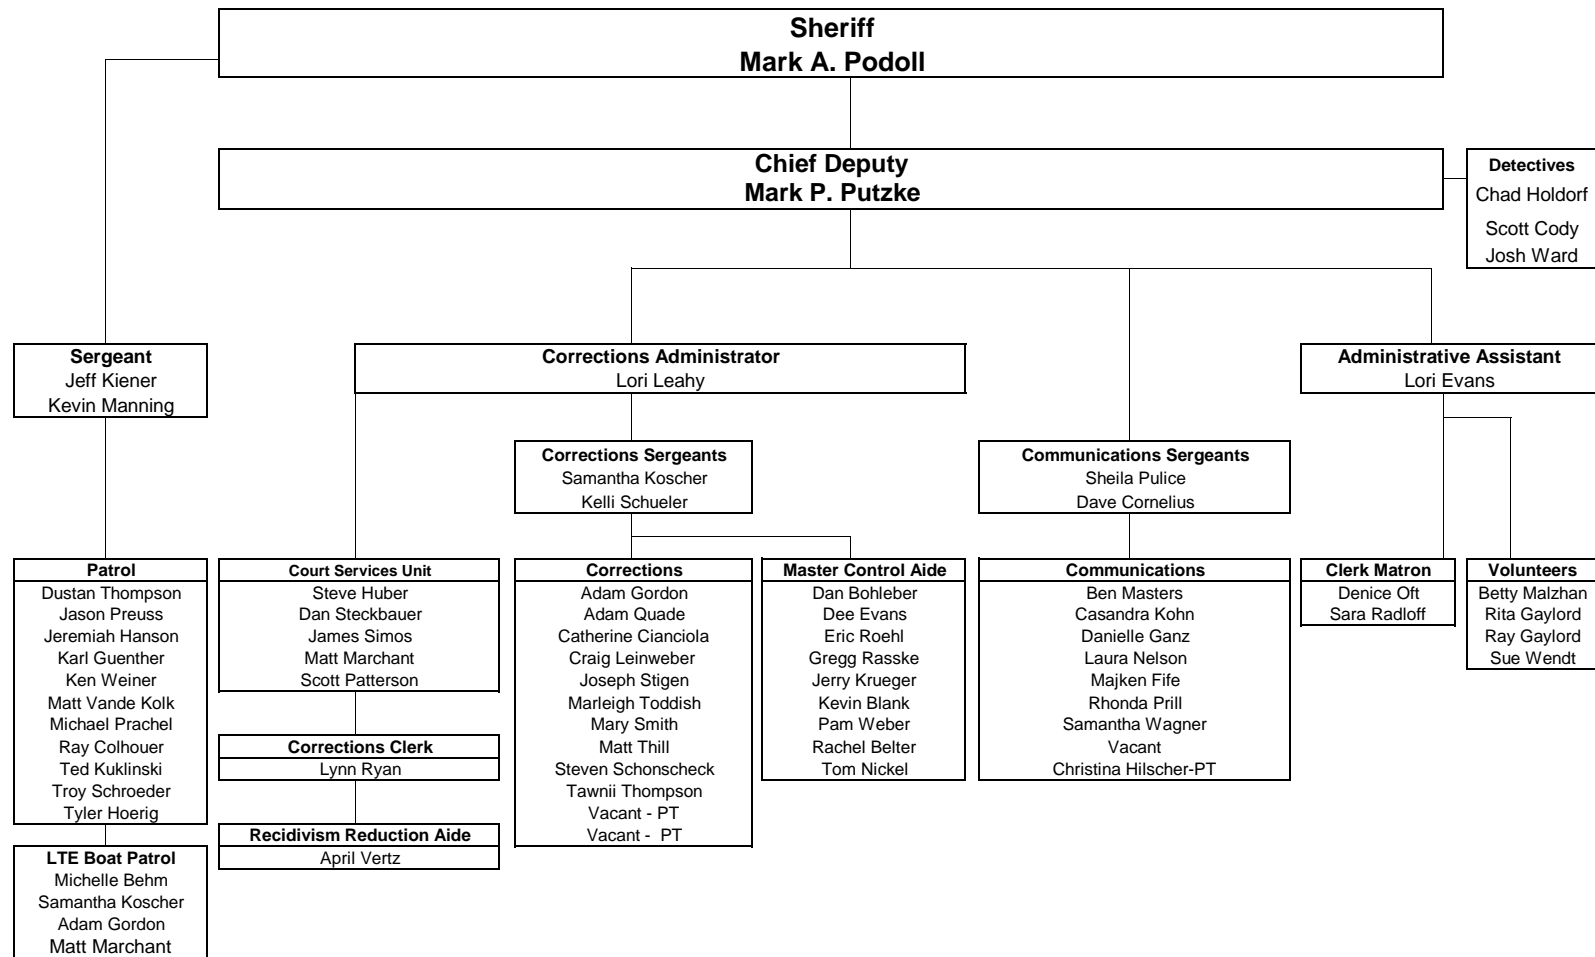 Sheriff
Mark A. Podoll
Chief Deputy
Mark P. Putzke
Detectives
Chad Holdorf
Scott Cody
Josh Ward
Sergeant
Jeff Kiener
Kevin Manning
Corrections Administrator
Lori Leahy
Administrative Assistant
Lori Evans
Corrections Sergeants
Samantha Koscher
Kelli Schueler
Communications Sergeants
Sheila Pulice
Dave Cornelius
Patrol
Dustan Thompson
Jason Preuss
Jeremiah Hanson
Karl Guenther
Ken Weiner
Matt Vande Kolk
Michael Prachel
Ray Colhouer
Ted Kuklinski
Troy Schroeder
Tyler Hoerig
LTE Boat Patrol
Michelle Behm
Samantha Koscher
Adam Gordon
Matt Marchant
Court Services Unit
Steve Huber
Dan Steckbauer
James Simos
Matt Marchant
Scott Patterson
Corrections Clerk
Lynn Ryan
Recidivism Reduction Aide
April Vertz
Corrections
Adam Gordon
Adam Quade
Catherine Cianciola
Craig Leinweber
Joseph Stigen
Marleigh Toddish
Mary Smith
Matt Thill
Steven Schonscheck
Tawnii Thompson
Vacant - PT
Vacant - PT
Master Control Aide
Dan Bohleber
Dee Evans
Eric Roehl
Gregg Rasske
Jerry Krueger
Kevin Blank
Pam Weber
Rachel Belter
Tom Nickel
Communications
Ben Masters
Casandra Kohn
Danielle Ganz
Laura Nelson
Majken Fife
Rhonda Prill
Samantha Wagner
Vacant
Christina Hilscher-PT
Clerk Matron
Denice Oft
Sara Radloff
Volunteers
Betty Malzhan
Rita Gaylord
Ray Gaylord
Sue Wendt